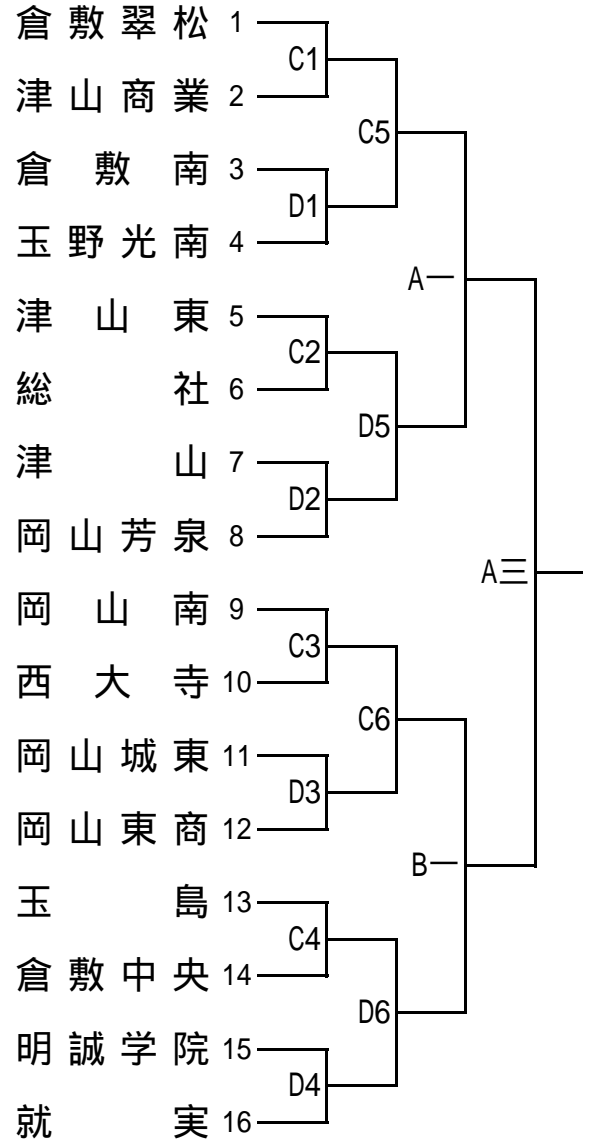 倉敷翠松 1
C1
津山商業 2
C5
倉敷南 3
D1
玉野光南 4
A一
津山東 5
C2
総社 6
D5
津山 7
D2
岡山芳泉 8
A三
岡山南 9
C3
西大寺 10
C6
岡山城東 11
D3
岡山東商 12
B一
玉島 13
C4
倉敷中央 14
D6
明誠学院 15
D4
就実 16